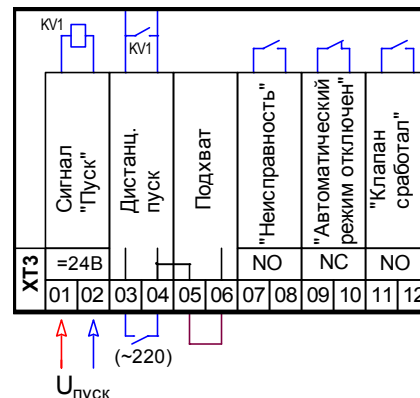 KV1
KV1
Сигнал
"Пуск"
Дистанц.
пуск
Подхват
"Неисправность"
"Автоматический
режим отключен"
"Клапан
сработал"
ХТ3
=24В
NO
NC
NO
01 02 03 04 05 06 07 08 09 10 11 12
(~220)
Uпуск